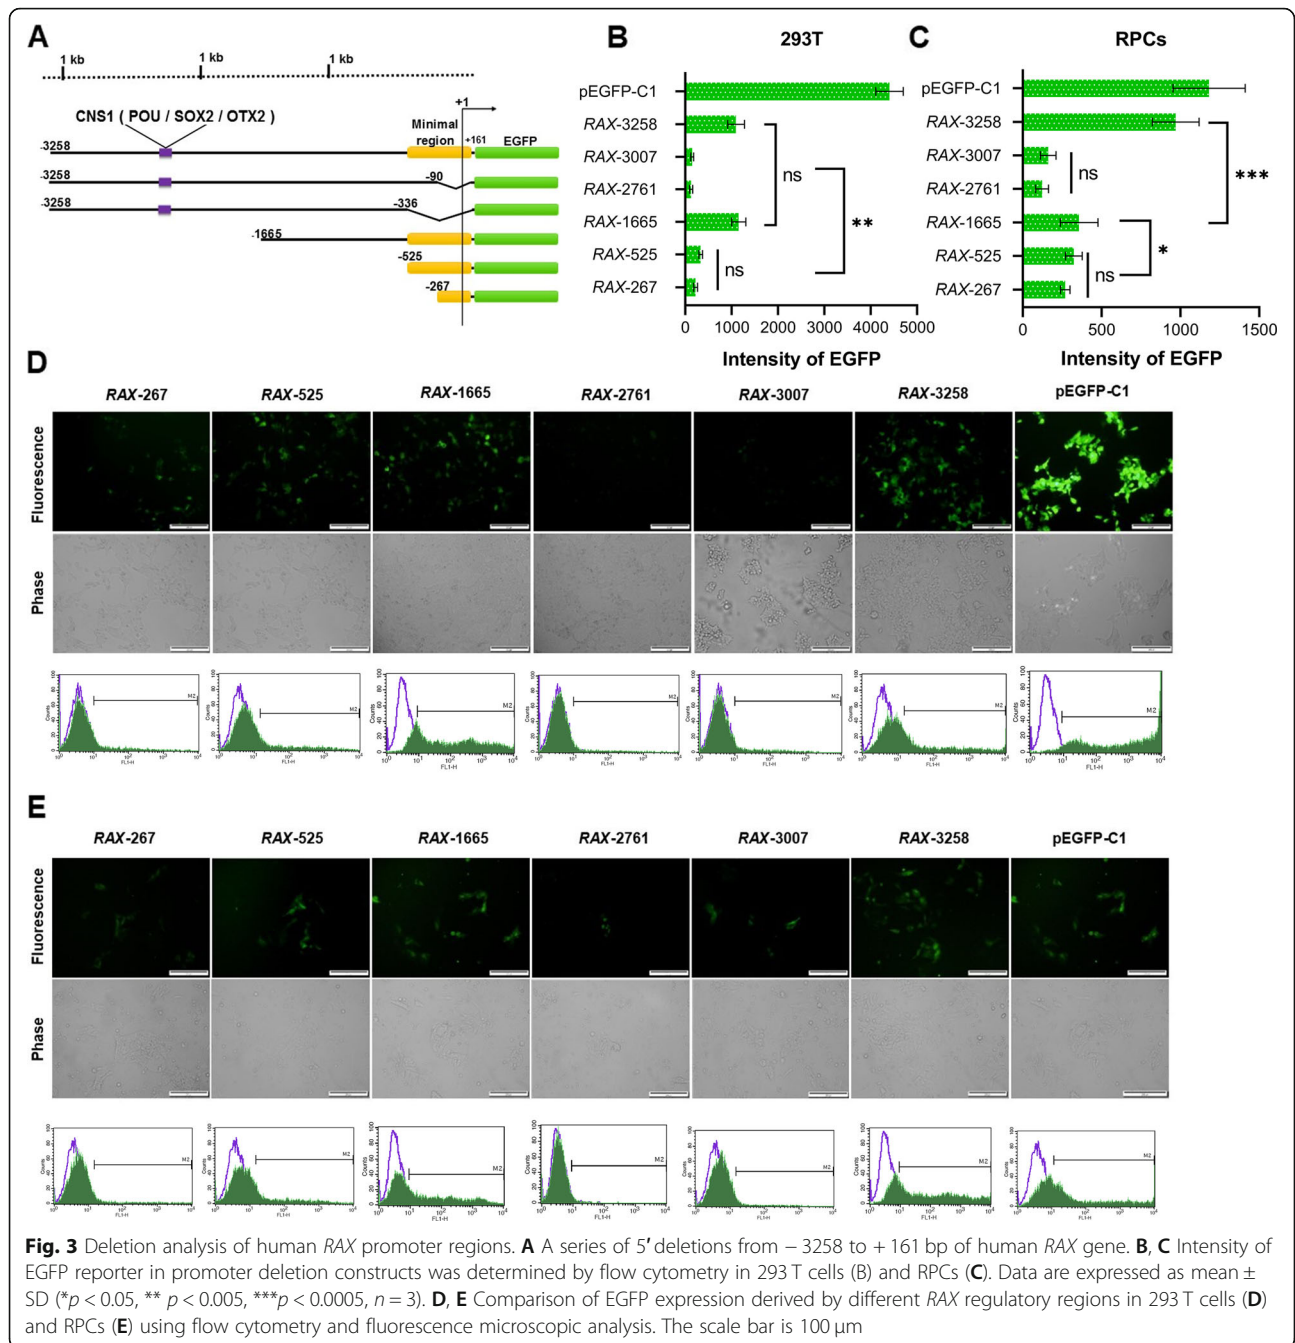 A
1 kb 1 kb 1 kb
+1
CNS1 ( POU / SOX2 / OTX2 )
Minimal
region
+161
EGFP
-3258
-3258
-90
-3258
-336
-1665
-525
-267
B
293T
pEGFP-C1
RAX-3258
RAX-3007
RAX-2761
RAX-1665
RAX-525
RAX-267
ns
**
ns
0 1000 2000 3000 4000 5000
Intensity of EGFP
C
RPCs
pEGFP-C1
RAX-3258
RAX-3007
RAX-2761
RAX-1665
RAX-525
RAX-267
ns
***
*
ns
0 500 1000 1500
Intensity of EGFP
D
RAX-267 RAX-525 RAX-1665 RAX-2761 RAX-3007 RAX-3258 pEGFP-C1
Fluorescence
Phase
Counts
M2
FL1-H
E
RAX-267 RAX-525 RAX-1665 RAX-2761 RAX-3007 RAX-3258 pEGFP-C1
Fluorescence
Phase
Counts
M2
FL1-H
Fig. 3 Deletion analysis of human RAX promoter regions. A A series of 5′ deletions from − 3258 to + 161 bp of human RAX gene. B, C Intensity of
EGFP reporter in promoter deletion constructs was determined by flow cytometry in 293 T cells (B) and RPCs (C). Data are expressed as mean ±
SD (*p < 0.05, ** p < 0.005, ***p < 0.0005, n = 3). D, E Comparison of EGFP expression derived by different RAX regulatory regions in 293 T cells (D)
and RPCs (E) using flow cytometry and fluorescence microscopic analysis. The scale bar is 100 μm